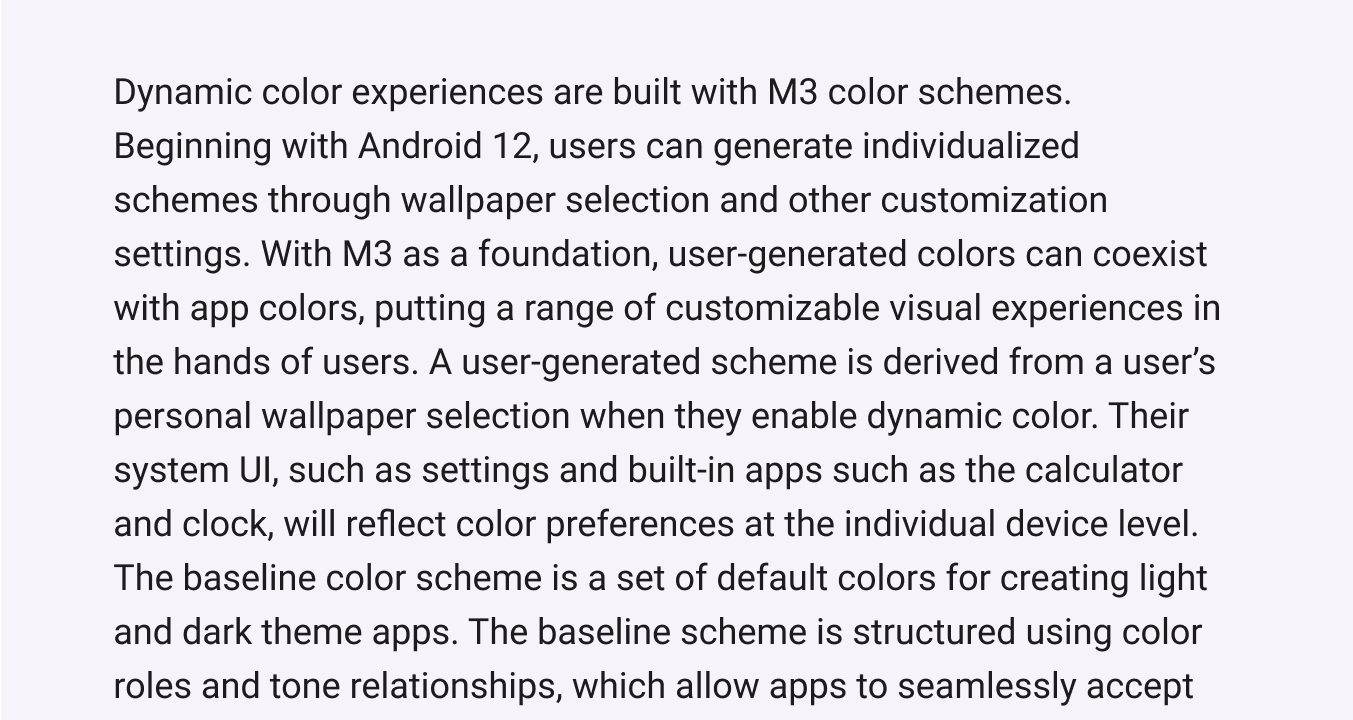 Dynamic color experiences are built with M3 color schemes.
Beginning with Android 12, users can generate individualized
schemes through wallpaper selection and other customization
settings. With M3 as a foundation, user-generated colors can coexist
with app colors, putting a range of customizable visual experiences in
the hands of users. A user-generated scheme is derived from a user’s
personal wallpaper selection when they enable dynamic color. Their
system UI, such as settings and built-in apps such as the calculator
and clock, will reflect color preferences at the individual device level.
The baseline color scheme is a set of default colors for creating light
and dark theme apps. The baseline scheme is structured using color
roles and tone relationships, which allow apps to seamlessly accept